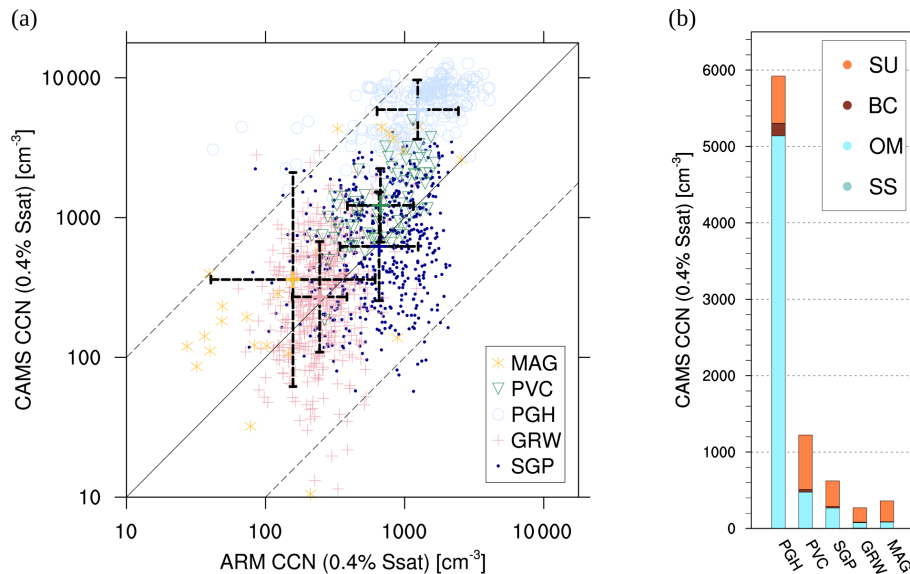 (a)
CAMS CCN (0.4% Ssat) [cm-3]
10000
1000
100
10
10
100
1000
10000
ARM CCN (0.4% Ssat) [cm-3]
MAG
PVC
PGH
GRW
SGP
(b)
CAMS CCN (0.4% Ssat) [cm-3]
6000
5000
4000
3000
2000
1000
0
SU
BC
OM
SS
PGH
PVC
SGP
GRW
MAG